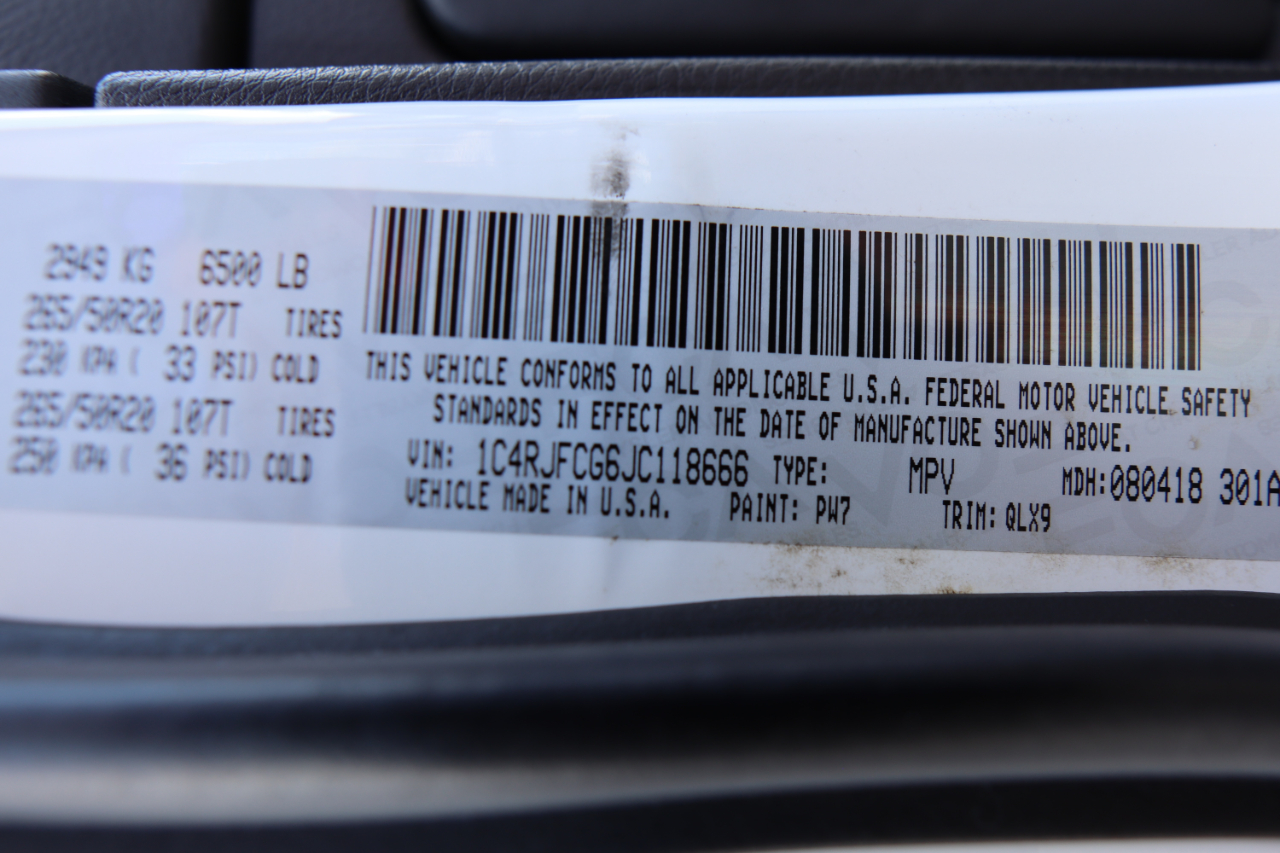 2949 KG 6500 LB
265/50R20 107T TIRES
230 KPA ( 33 PSI) COLD
265/50R20 107T TIRES
250 KPA ( 36 PSI) COLD
THIS VEHICLE CONFORMS TO ALL APPLICABLE U.S.A. FEDERAL MOTOR VEHICLE SAFETY
STANDARDS IN EFFECT ON THE DATE OF MANUFACTURE SHOWN ABOVE.
VIN: 1C4RJFCG6JC118666 TYPE: MPV MDH:080418 301A
VEHICLE MADE IN U.S.A. PAINT: PW7 TRIM: QLX9